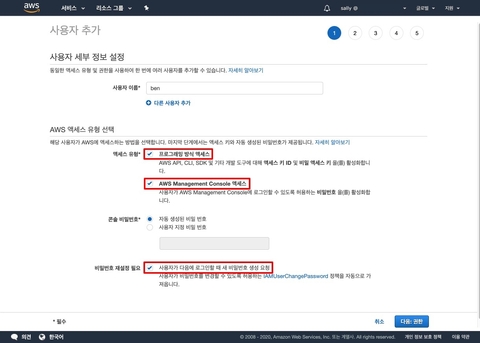 aws 서비스 리소스 그룹 sally @ 글로벌 지원
사용자 추가
1 2 3 4 5
사용자 세부 정보 설정
동일한 액세스 유형 및 권한을 사용하여 한 번에 여러 사용자를 추가할 수 있습니다. 자세히 알아보기
사용자 이름* ben
다른 사용자 추가
AWS 액세스 유형 선택
해당 사용자가 AWS에 액세스하는 방법을 선택합니다. 마지막 단계에서는 액세스 키와 자동 생성된 비밀번호가 제공됩니다. 자세히 알아보기
액세스 유형* 프로그래밍 방식 액세스
AWS API, CLI, SDK 및 기타 개발 도구에 대해 액세스 키 ID 및 비밀 액세스 키 을(를) 활성화합니다.
AWS Management Console 액세스
사용자가 AWS Management Console에 로그인할 수 있도록 허용하는 비밀번호 을(를) 활성화합니다.
콘솔 비밀번호* 자동 생성된 비밀 번호
사용자 지정 비밀 번호
비밀번호 재설정 필요 사용자가 다음에 로그인할 때 새 비밀번호 생성 요청
사용자가 비밀번호를 변경할 수 있도록 허용하는 IAMUserChangePassword 정책을 자동으로 가져옵니다.
* 필수 취소 다음: 권한
의견 한국어 © 2008 - 2020, Amazon Web Services, Inc. 또는 계열사. All rights reserved. 개인 정보 보호 정책 이용 약관